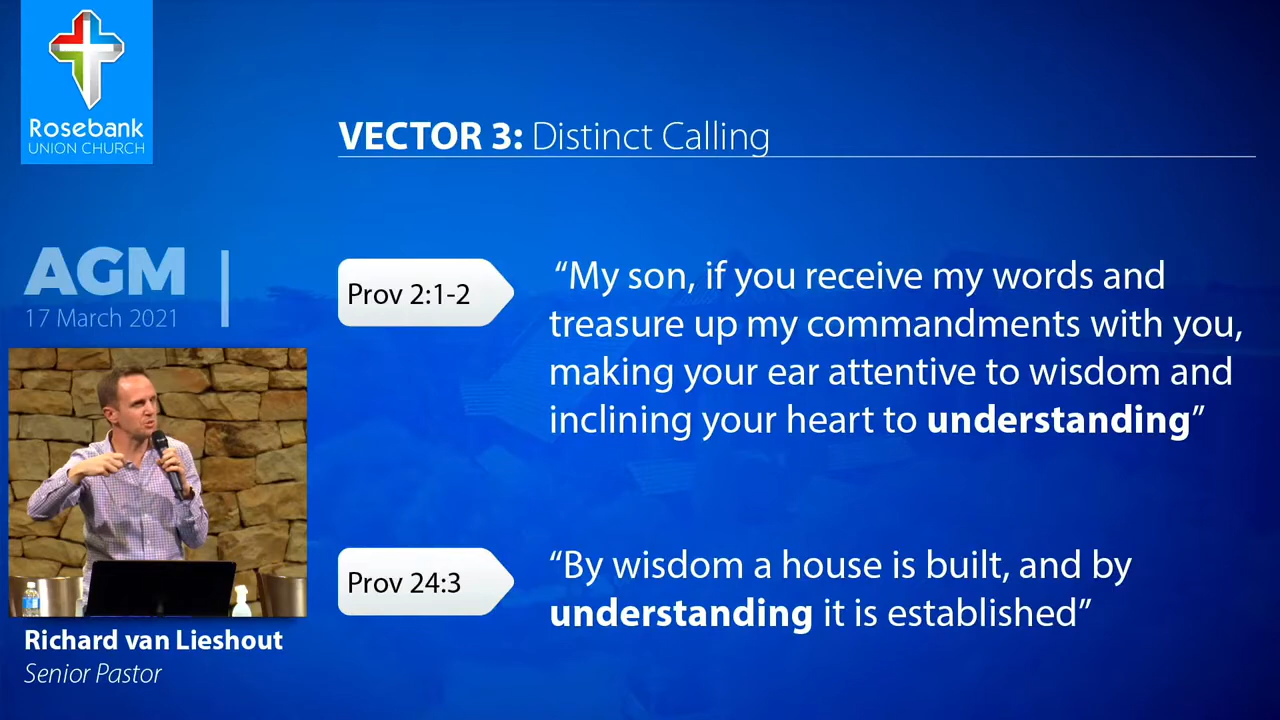 Rosebank
UNION CHURCH
VECTOR 3: Distinct Calling
AGM
17 March 2021
Prov 2:1-2
“My son, if you receive my words and
treasure up my commandments with you,
making your ear attentive to wisdom and
inclining your heart to understanding”
Prov 24:3
“By wisdom a house is built, and by
understanding it is established”
Richard van Lieshout
Senior Pastor